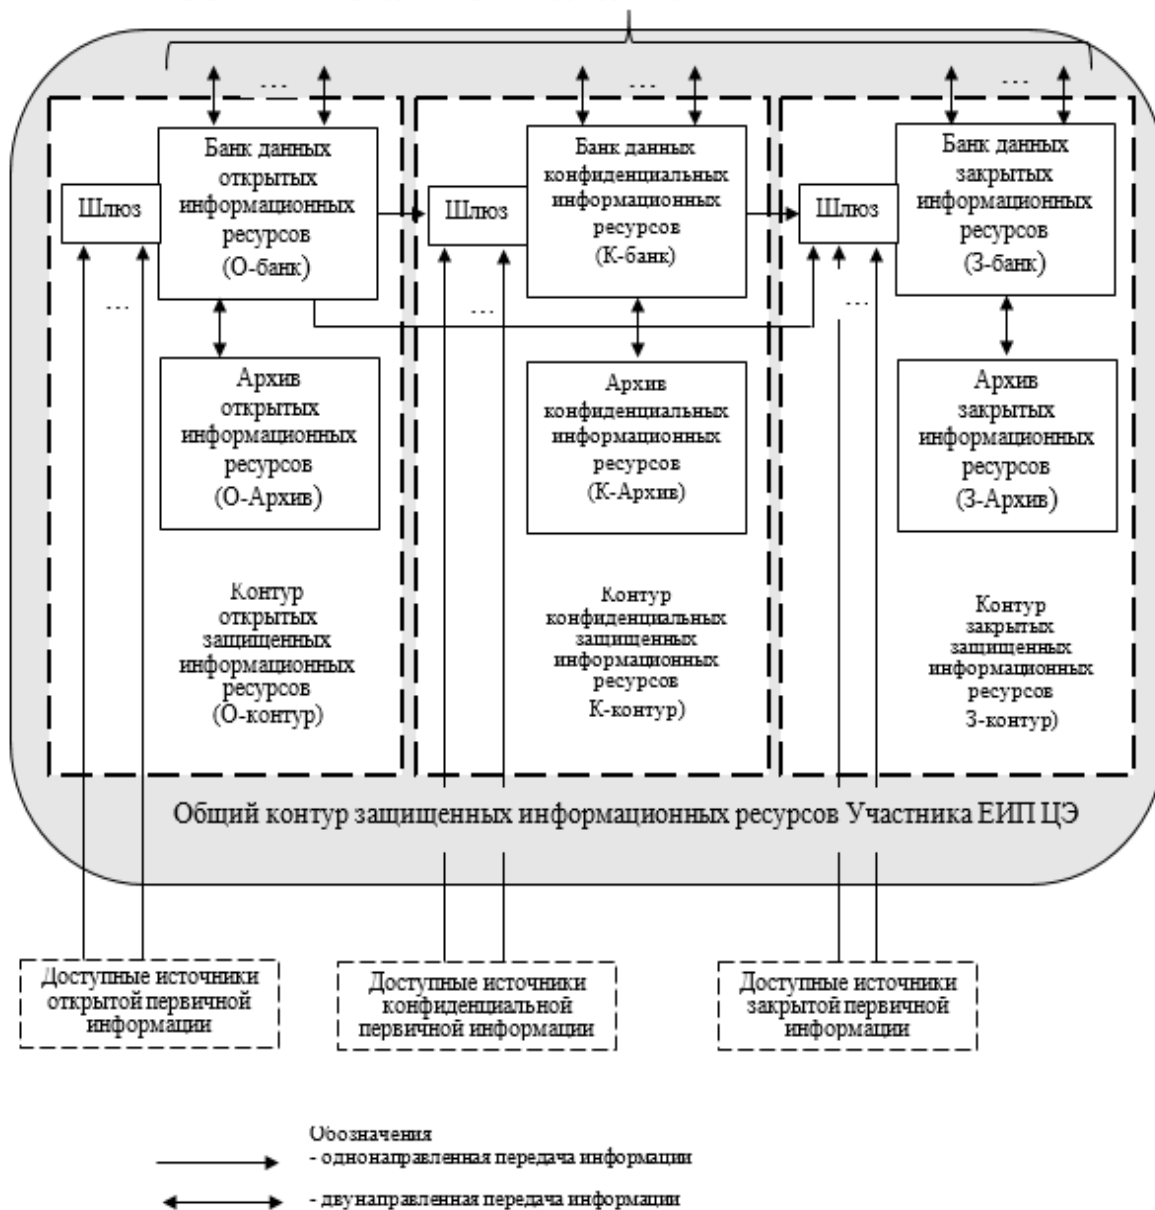 ...
...
...
Банк данных
открытых
информационных
ресурсов
(О-банк)
Шлюз
...
Банк данных
конфиденциальных
информационных
ресурсов
(К-банк)
Шлюз
...
Банк данных
закрытых
информационных
ресурсов
(З-банк)
Шлюз
...
Архив
открытых
информационных
ресурсов
(О-Архив)
Архив
конфиденциальных
информационных
ресурсов
(К-Архив)
Архив
закрытых
информационных
ресурсов
(З-Архив)
Контур
открытых
защищенных
информационных
ресурсов
(О-контур)
Контур
конфиденциальных
защищенных
информационных
ресурсов
К-контур)
Контур
закрытых
защищенных
информационных
ресурсов
З-контур)
Общий контур защищенных информационных ресурсов Участника ЕИП ЦЭ
Доступные источники
открытой первичной
информации
Доступные источники
конфиденциальной
первичной информации
Доступные источники
закрытой первичной
информации
Обозначения
- однонаправленная передача информации
- двунаправленная передача информации